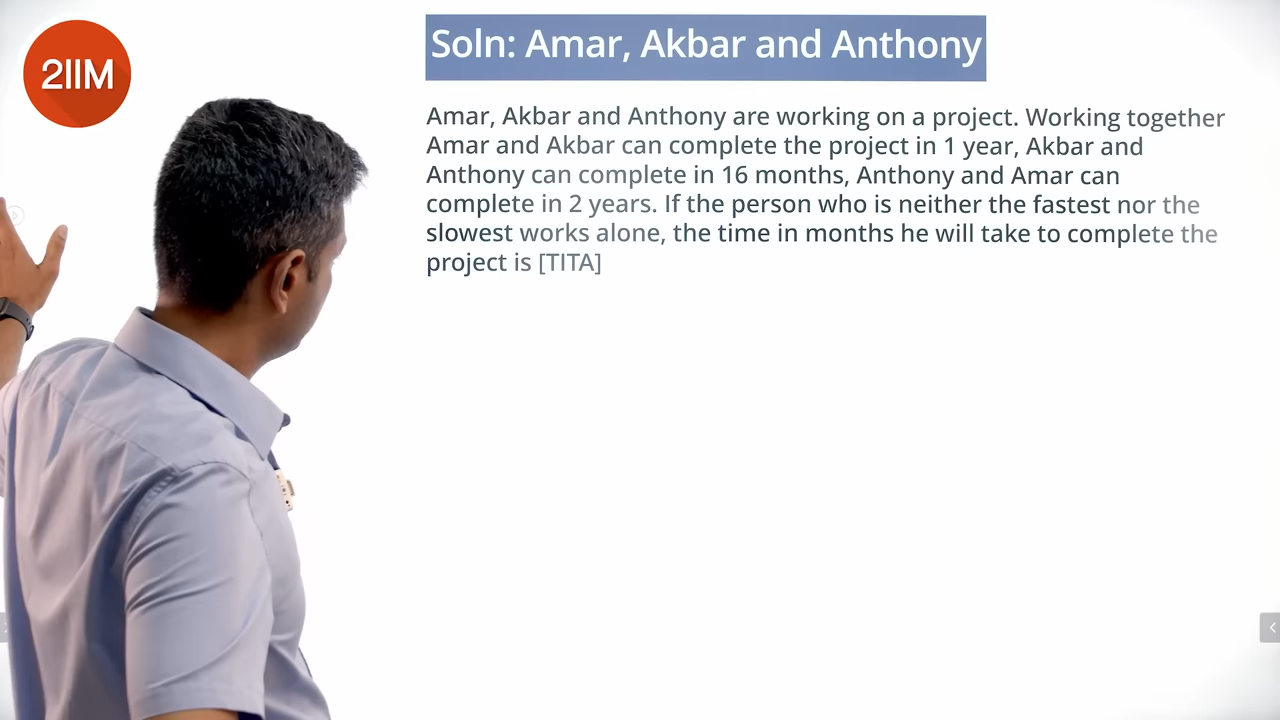 2IIM
Soln: Amar, Akbar and Anthony
Amar, Akbar and Anthony are working on a project. Working together
Amar and Akbar can complete the project in 1 year, Akbar and
Anthony can complete in 16 months, Anthony and Amar can
complete in 2 years. If the person who is neither the fastest nor the
slowest works alone, the time in months he will take to complete the
project is [TITA]